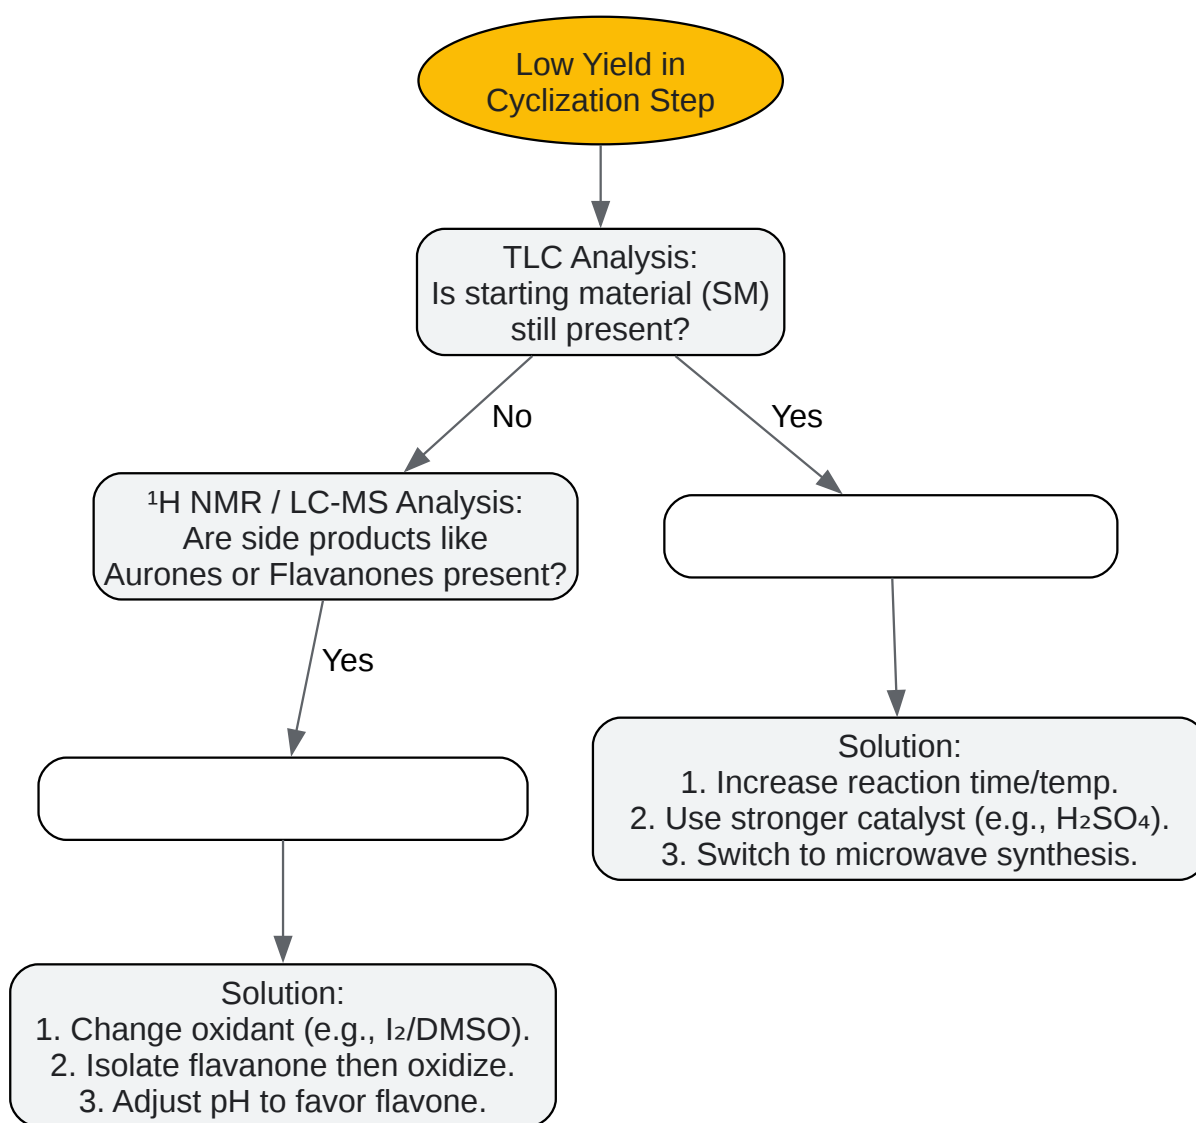 Low Yield in
Cyclization Step
TLC Analysis:
Is starting material (SM)
still present?
No
Yes
¹H NMR / LC-MS Analysis:
Are side products like
Aurones or Flavanones present?
Yes
Solution:
1. Increase reaction time/temp.
2. Use stronger catalyst (e.g., H₂SO₄).
3. Switch to microwave synthesis.
Solution:
1. Change oxidant (e.g., I₂/DMSO).
2. Isolate flavanone then oxidize.
3. Adjust pH to favor flavone.